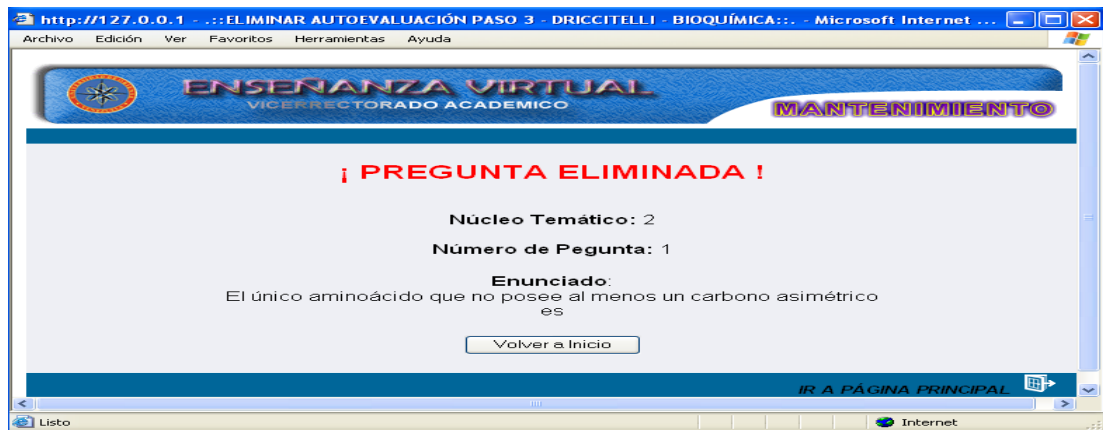 http://127.0.0.1 - .::ELIMINAR AUTOEVALUACIÓN PASO 3 - DRICCITELLI - BIOQUÍMICA::. - Microsoft Internet ...
Archivo Edición Ver Favoritos Herramientas Ayuda
ENSEÑANZA VIRTUAL
VICERRECTORADO ACADEMICO
MANTENIMIENTO
¡ PREGUNTA ELIMINADA !
Núcleo Temático: 2
Número de Pegunta: 1
Enunciado:
El único aminoácido que no posee al menos un carbono asimétrico
es
Volver a Inicio
IR A PÁGINA PRINCIPAL
Listo Internet